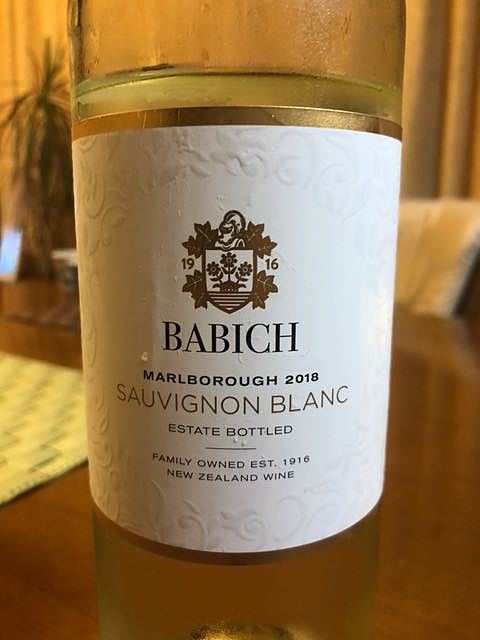 19 16
BABICH
MARLBOROUGH 2018
SAUVIGNON BLANC
ESTATE BOTTLED
FAMILY OWNED EST. 1916
NEW ZEALAND WINE